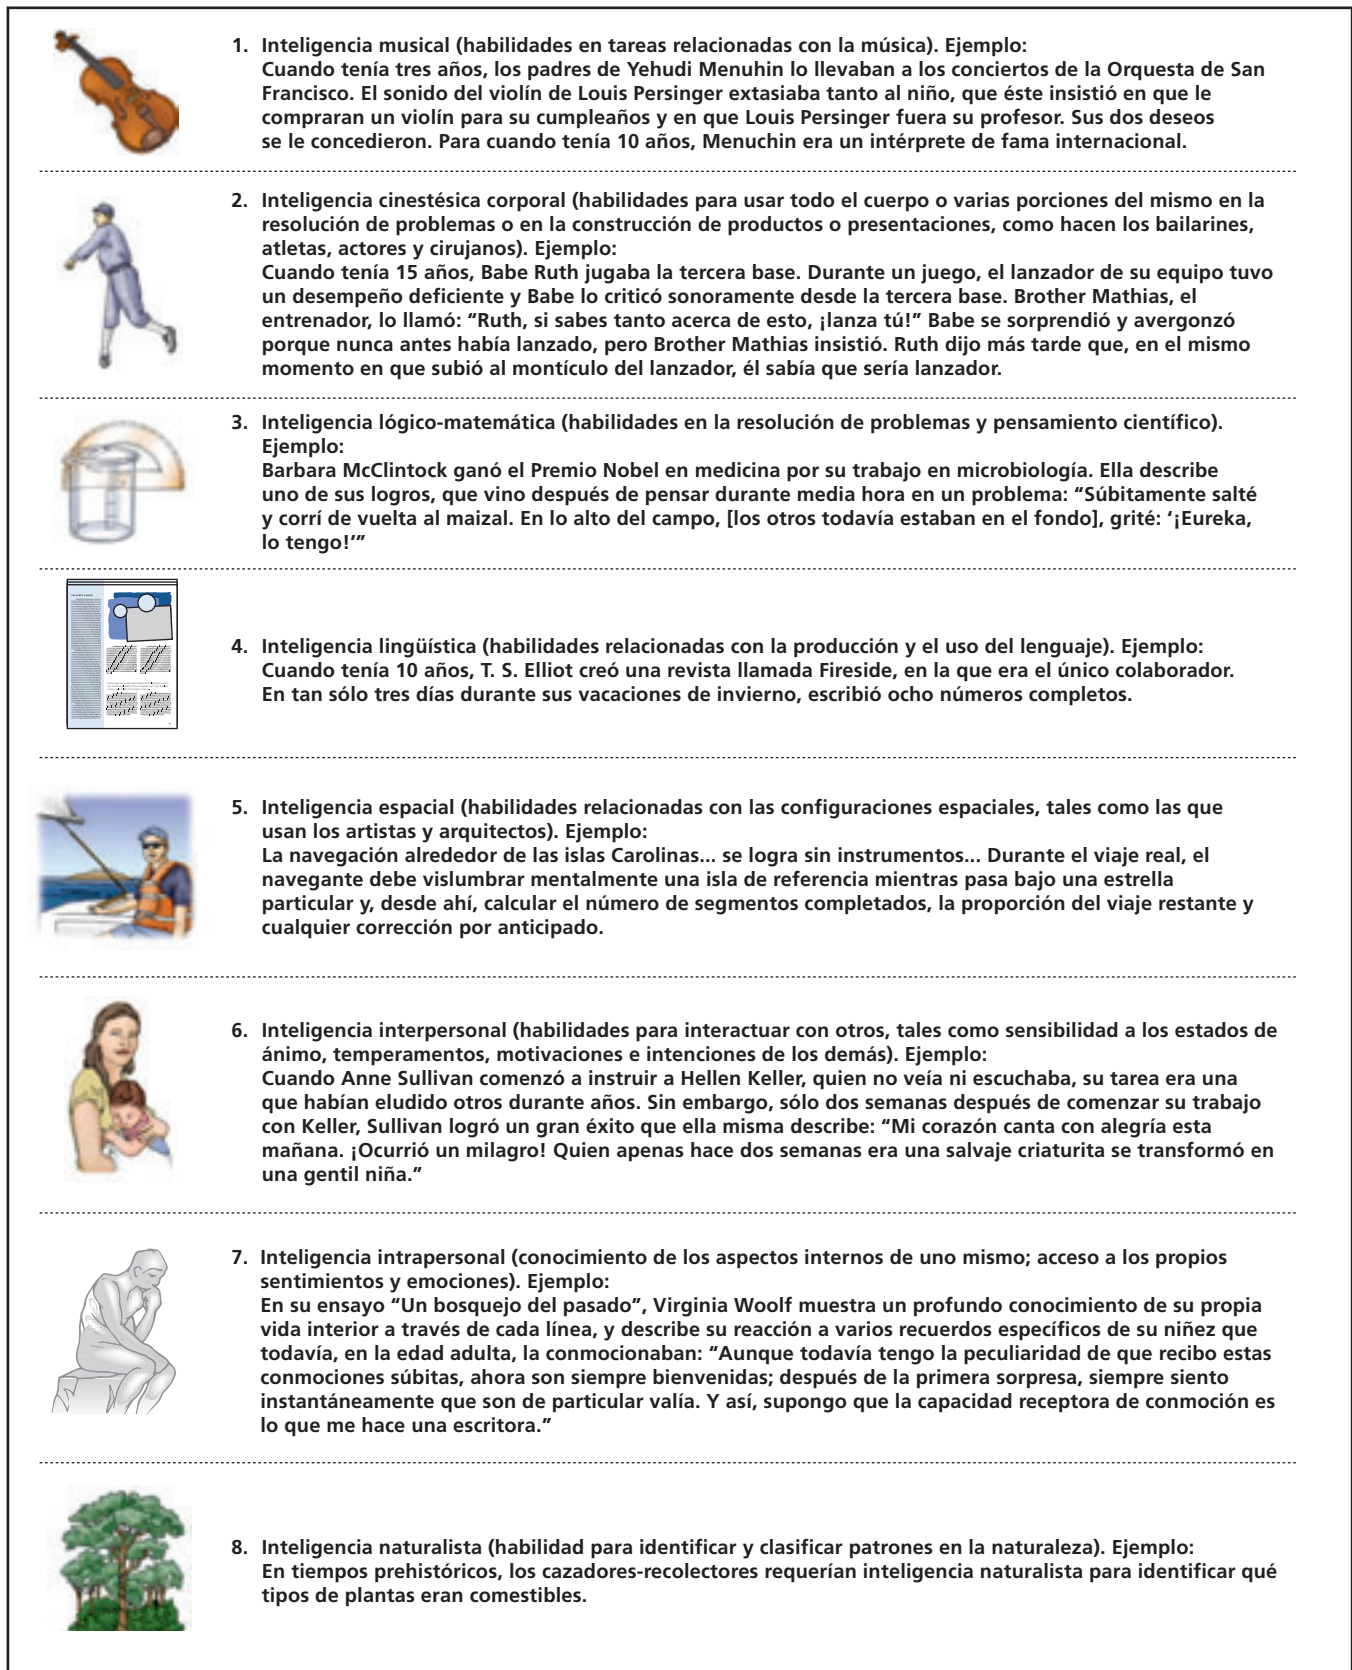 1. Inteligencia musical (habilidades en tareas relacionadas con la música). Ejemplo:
Cuando tenía tres años, los padres de Yehudi Menuhin lo llevaban a los conciertos de la Orquesta de San
Francisco. El sonido del violín de Louis Persinger extasiaba tanto al niño, que éste insistió en que le
compraran un violín para su cumpleaños y en que Louis Persinger fuera su profesor. Sus dos deseos
se le concedieron. Para cuando tenía 10 años, Menuchin era un intérprete de fama internacional.
2. Inteligencia cinestésica corporal (habilidades para usar todo el cuerpo o varias porciones del mismo en la
resolución de problemas o en la construcción de productos o presentaciones, como hacen los bailarines,
atletas, actores y cirujanos). Ejemplo:
Cuando tenía 15 años, Babe Ruth jugaba la tercera base. Durante un juego, el lanzador de su equipo tuvo
un desempeño deficiente y Babe lo criticó sonoramente desde la tercera base. Brother Mathias, el
entrenador, lo llamó: “Ruth, si sabes tanto acerca de esto, ¡lanza tú!” Babe se sorprendió y avergonzó
porque nunca antes había lanzado, pero Brother Mathias insistió. Ruth dijo más tarde que, en el mismo
momento en que subió al montículo del lanzador, él sabía que sería lanzador.
3. Inteligencia lógico-matemática (habilidades en la resolución de problemas y pensamiento científico).
Ejemplo:
Barbara McClintock ganó el Premio Nobel en medicina por su trabajo en microbiología. Ella describe
uno de sus logros, que vino después de pensar durante media hora en un problema: “Súbitamente salté
y corrí de vuelta al maizal. En lo alto del campo, [los otros todavía estaban en el fondo], grité: ‘¡Eureka,
lo tengo!’”
4. Inteligencia lingüística (habilidades relacionadas con la producción y el uso del lenguaje). Ejemplo:
Cuando tenía 10 años, T. S. Elliot creó una revista llamada Fireside, en la que era el único colaborador.
En tan sólo tres días durante sus vacaciones de invierno, escribió ocho números completos.
5. Inteligencia espacial (habilidades relacionadas con las configuraciones espaciales, tales como las que
usan los artistas y arquitectos). Ejemplo:
La navegación alrededor de las islas Carolinas... se logra sin instrumentos... Durante el viaje real, el
navegante debe vislumbrar mentalmente una isla de referencia mientras pasa bajo una estrella
particular y, desde ahí, calcular el número de segmentos completados, la proporción del viaje restante y
cualquier corrección por anticipado.
6. Inteligencia interpersonal (habilidades para interactuar con otros, tales como sensibilidad a los estados de
ánimo, temperamentos, motivaciones e intenciones de los demás). Ejemplo:
Cuando Anne Sullivan comenzó a instruir a Hellen Keller, quien no veía ni escuchaba, su tarea era una
que habían eludido otros durante años. Sin embargo, sólo dos semanas después de comenzar su trabajo
con Keller, Sullivan logró un gran éxito que ella misma describe: “Mi corazón canta con alegría esta
mañana. ¡Ocurrió un milagro! Quien apenas hace dos semanas era una salvaje criaturita se transformó en
una gentil niña.”
7. Inteligencia intrapersonal (conocimiento de los aspectos internos de uno mismo; acceso a los propios
sentimientos y emociones). Ejemplo:
En su ensayo “Un bosquejo del pasado”, Virginia Woolf muestra un profundo conocimiento de su propia
vida interior a través de cada línea, y describe su reacción a varios recuerdos específicos de su niñez que
todavía, en la edad adulta, la conmocionaban: “Aunque todavía tengo la peculiaridad de que recibo estas
conmociones súbitas, ahora son siempre bienvenidas; después de la primera sorpresa, siempre siento
instantáneamente que son de particular valía. Y así, supongo que la capacidad receptora de conmoción es
lo que me hace una escritora.”
8. Inteligencia naturalista (habilidad para identificar y clasificar patrones en la naturaleza). Ejemplo:
En tiempos prehistóricos, los cazadores-recolectores requerían inteligencia naturalista para identificar qué
tipos de plantas eran comestibles.